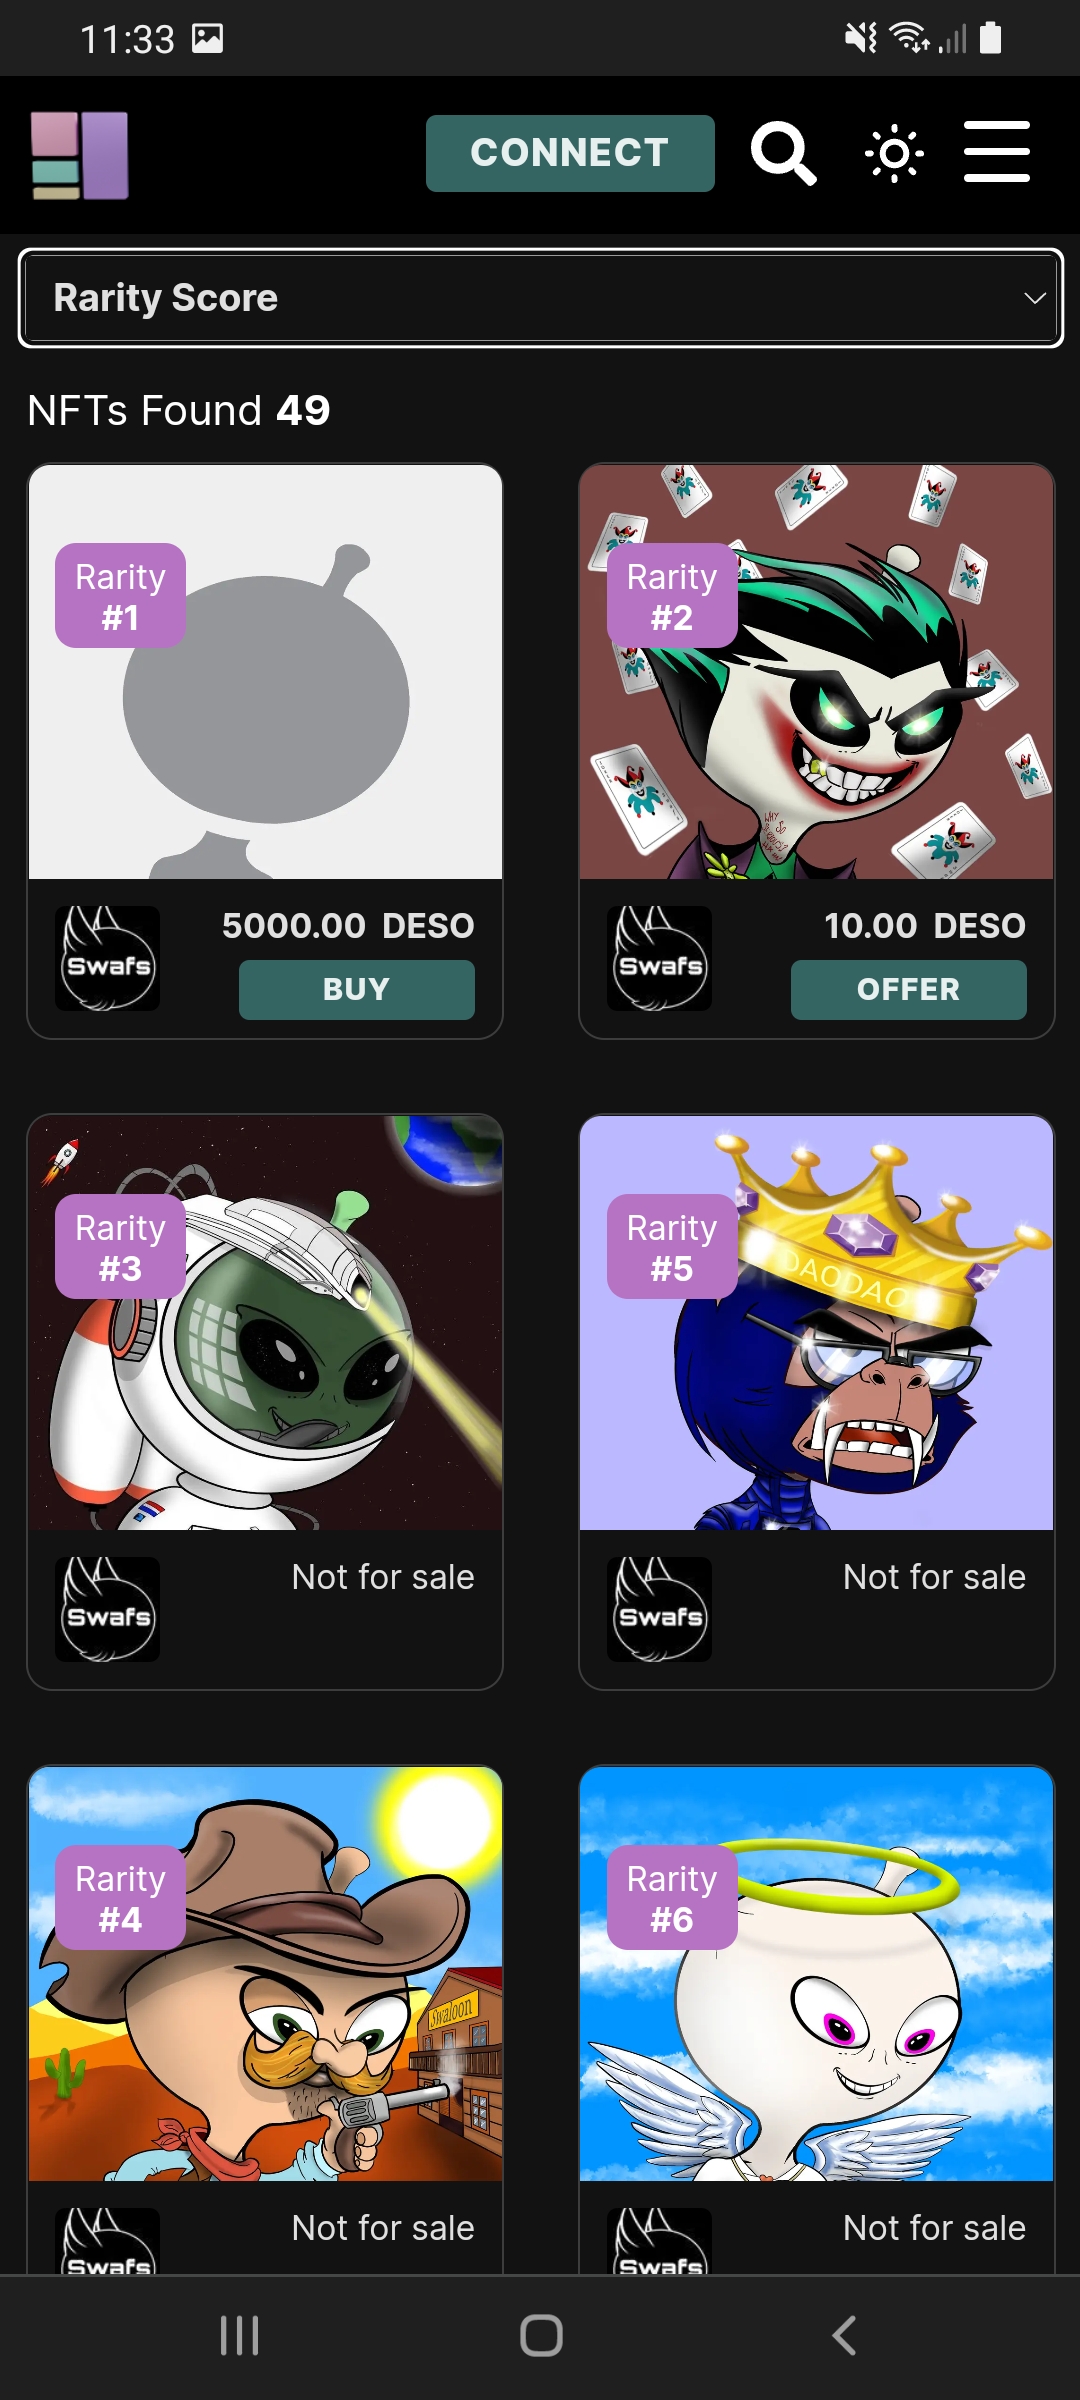 11:33
CONNECT
Rarity Score
NFTs Found 49
Rarity
#1
Rarity
#2
Swafs
5000.00 DESO
BUY
Swafs
10.00 DESO
OFFER
Rarity
#3
Rarity
#5
DAODAO
Swafs
Not for sale
Swafs
Not for sale
Rarity
#4
Swaloon
Rarity
#6
Swafs
Not for sale
Swafs
Not for sale